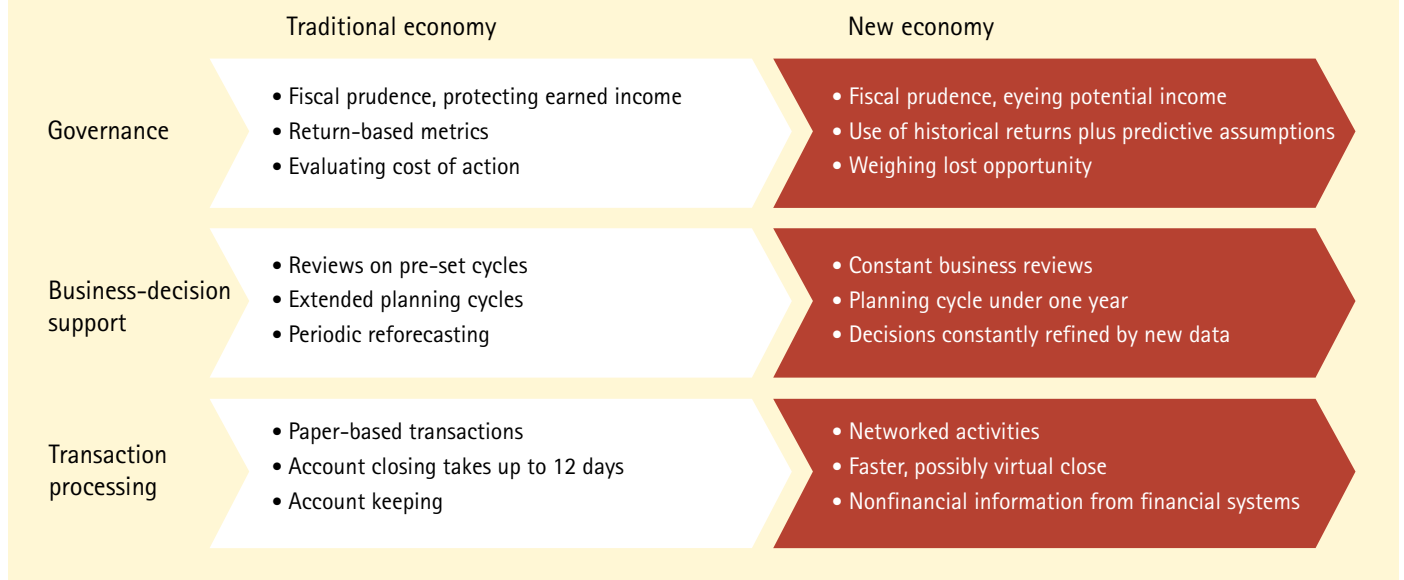 Traditional economy
New economy
Governance
• Fiscal prudence, protecting earned income
• Return-based metrics
• Evaluating cost of action
• Fiscal prudence, eyeing potential income
• Use of historical returns plus predictive assumptions
• Weighing lost opportunity
Business-decision
support
• Reviews on pre-set cycles
• Extended planning cycles
• Periodic reforecasting
• Constant business reviews
• Planning cycle under one year
• Decisions constantly refined by new data
Transaction
processing
• Paper-based transactions
• Account closing takes up to 12 days
• Account keeping
• Networked activities
• Faster, possibly virtual close
• Nonfinancial information from financial systems